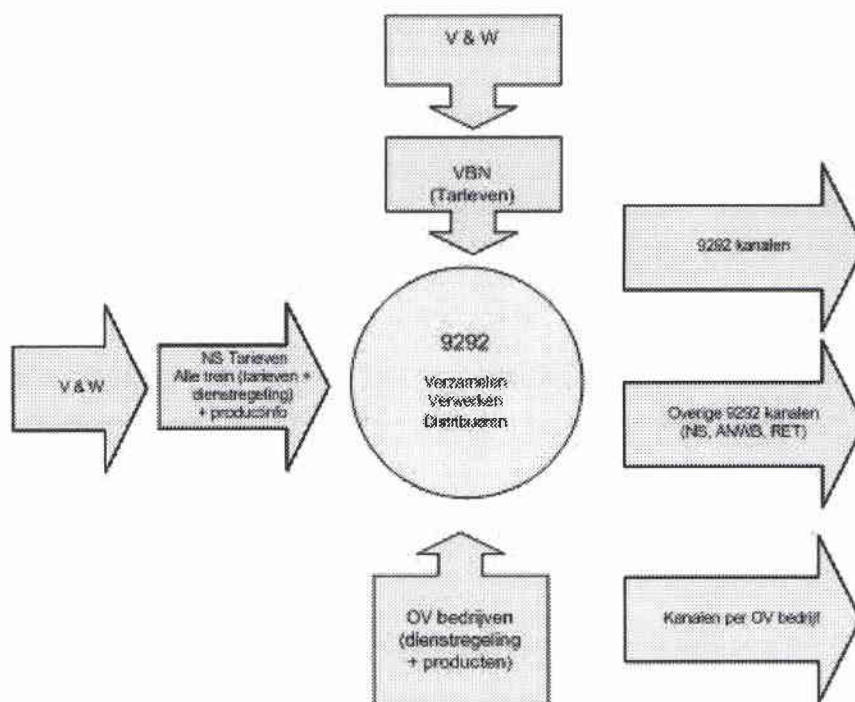 V & W
VBN
(Tarieven)
9292 kanalen
V & W
NS Tarieven
Alle trein (tarieven +
dienstregeling)
+ productinfo
9292
Verzamelen
Verwerken
Distribueren
Overige 9292 kanalen
(NS, ANWB, RET)
OV bedrijven
(dienstregeling
+ producten)
Kanalen per OV bedrijf